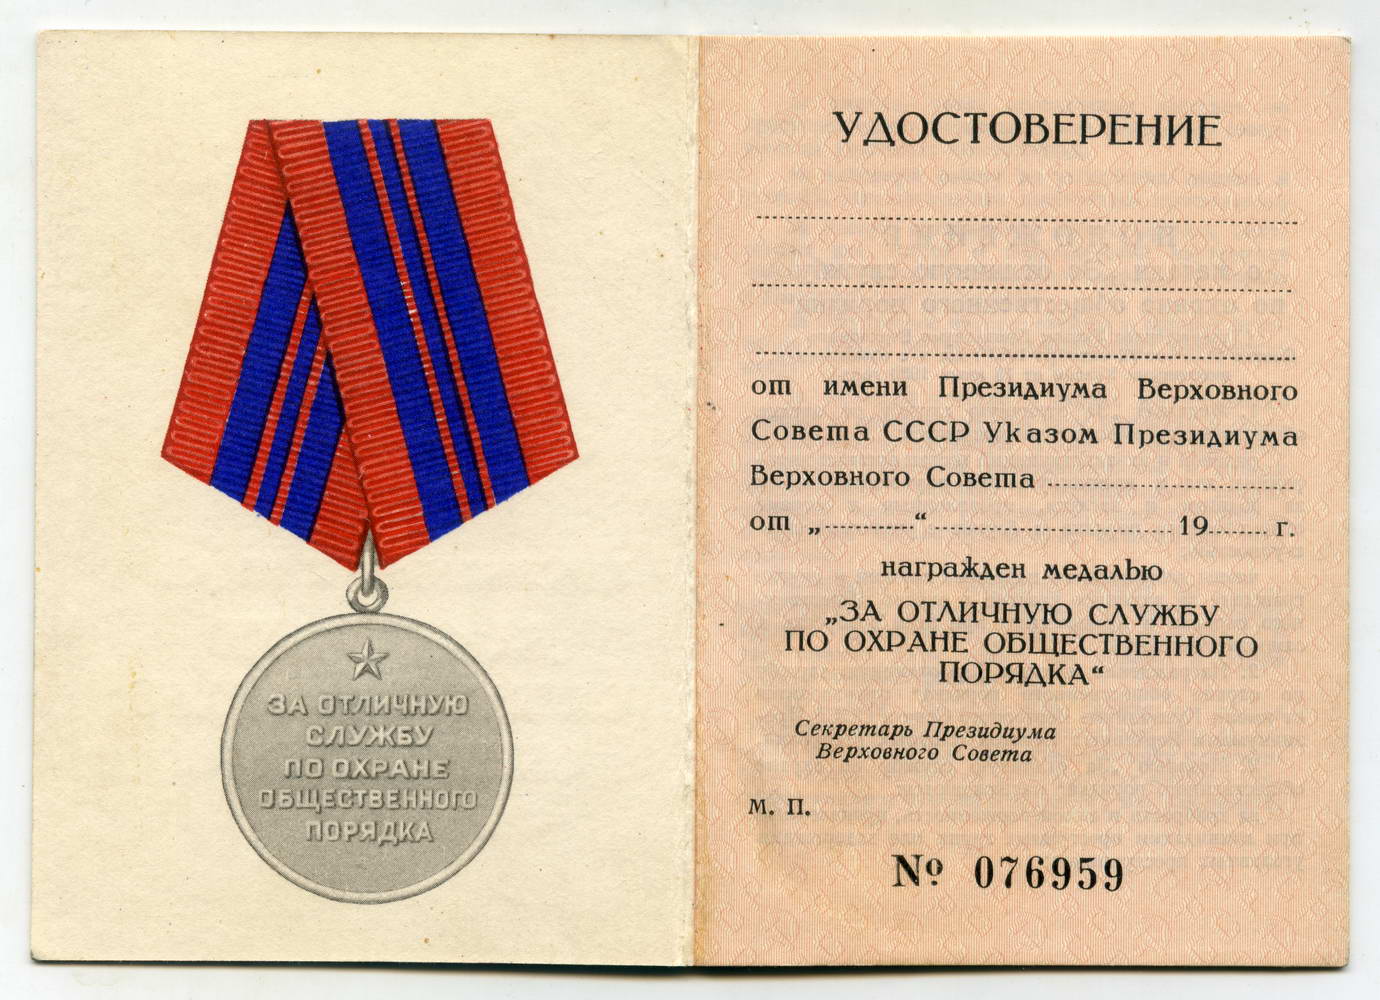 ЗА ОТЛИЧНУЮ
СЛУЖБУ
ПО ОХРАНЕ
ОБЩЕСТВЕННОГО
ПОРЯДКА
УДОСТОВЕРЕНИЕ
от имени Президиума Верховного
Совета СССР Указом Президиума
Верховного Совета ....................
от „............“ .............................. 19....... г.
награжден медалью
„ЗА ОТЛИЧНУЮ СЛУЖБУ
ПО ОХРАНЕ ОБЩЕСТВЕННОГО
ПОРЯДКА“
Секретарь Президиума
Верховного Совета
М. П.
№ 076959